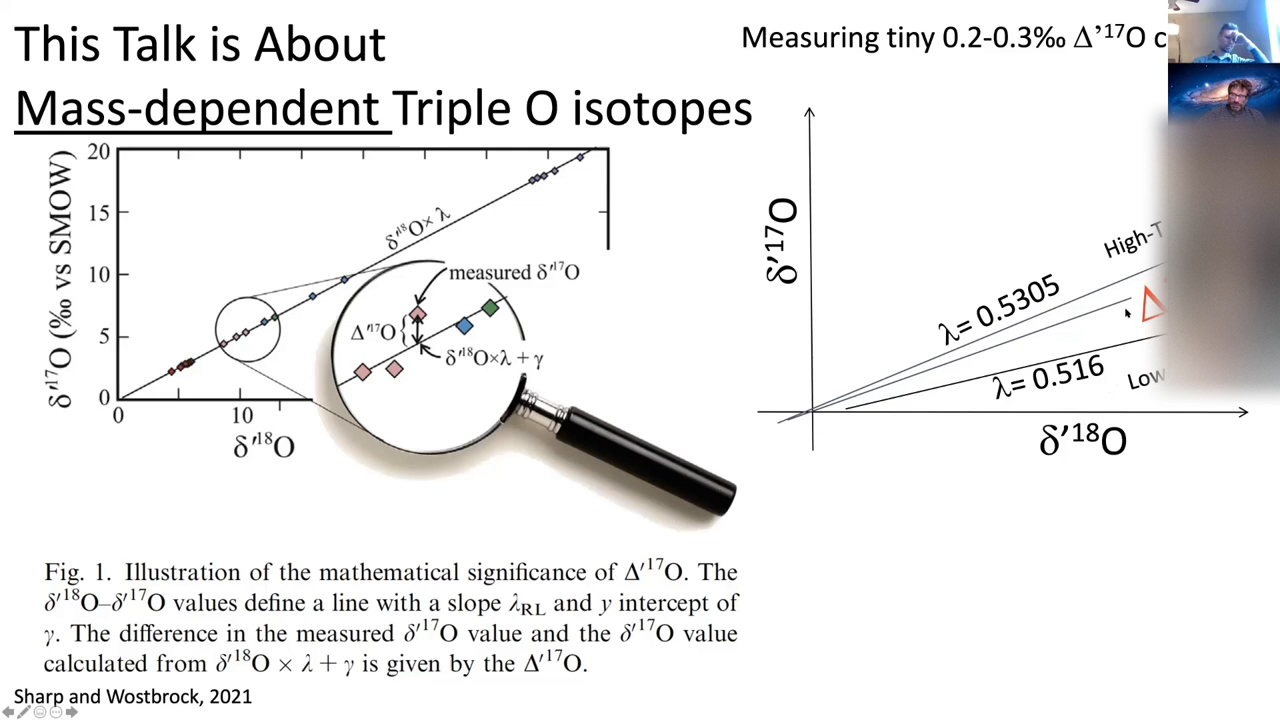 This Talk is About
Mass-dependent Triple O isotopes
Measuring tiny 0.2-0.3‰ Δ’¹⁷O
δ′¹⁷O (‰ vs SMOW)
20
15
10
5
0
0
10
δ′¹⁸O
δ′¹⁸O× λ
measured δ′¹⁷O
Δ′¹⁷O{
δ′¹⁸O×λ + γ
δ’¹⁷O
High-T
λ= 0.5305
Δ
λ= 0.516
Low
δ’¹⁸O
Fig. 1. Illustration of the mathematical significance of Δ′¹⁷O. The
δ′¹⁸O–δ′¹⁷O values define a line with a slope λRL and y intercept of
γ. The difference in the measured δ′¹⁷O value and the δ′¹⁷O value
calculated from δ′¹⁸O × λ + γ is given by the Δ′¹⁷O.
Sharp and Wostbrock, 2021